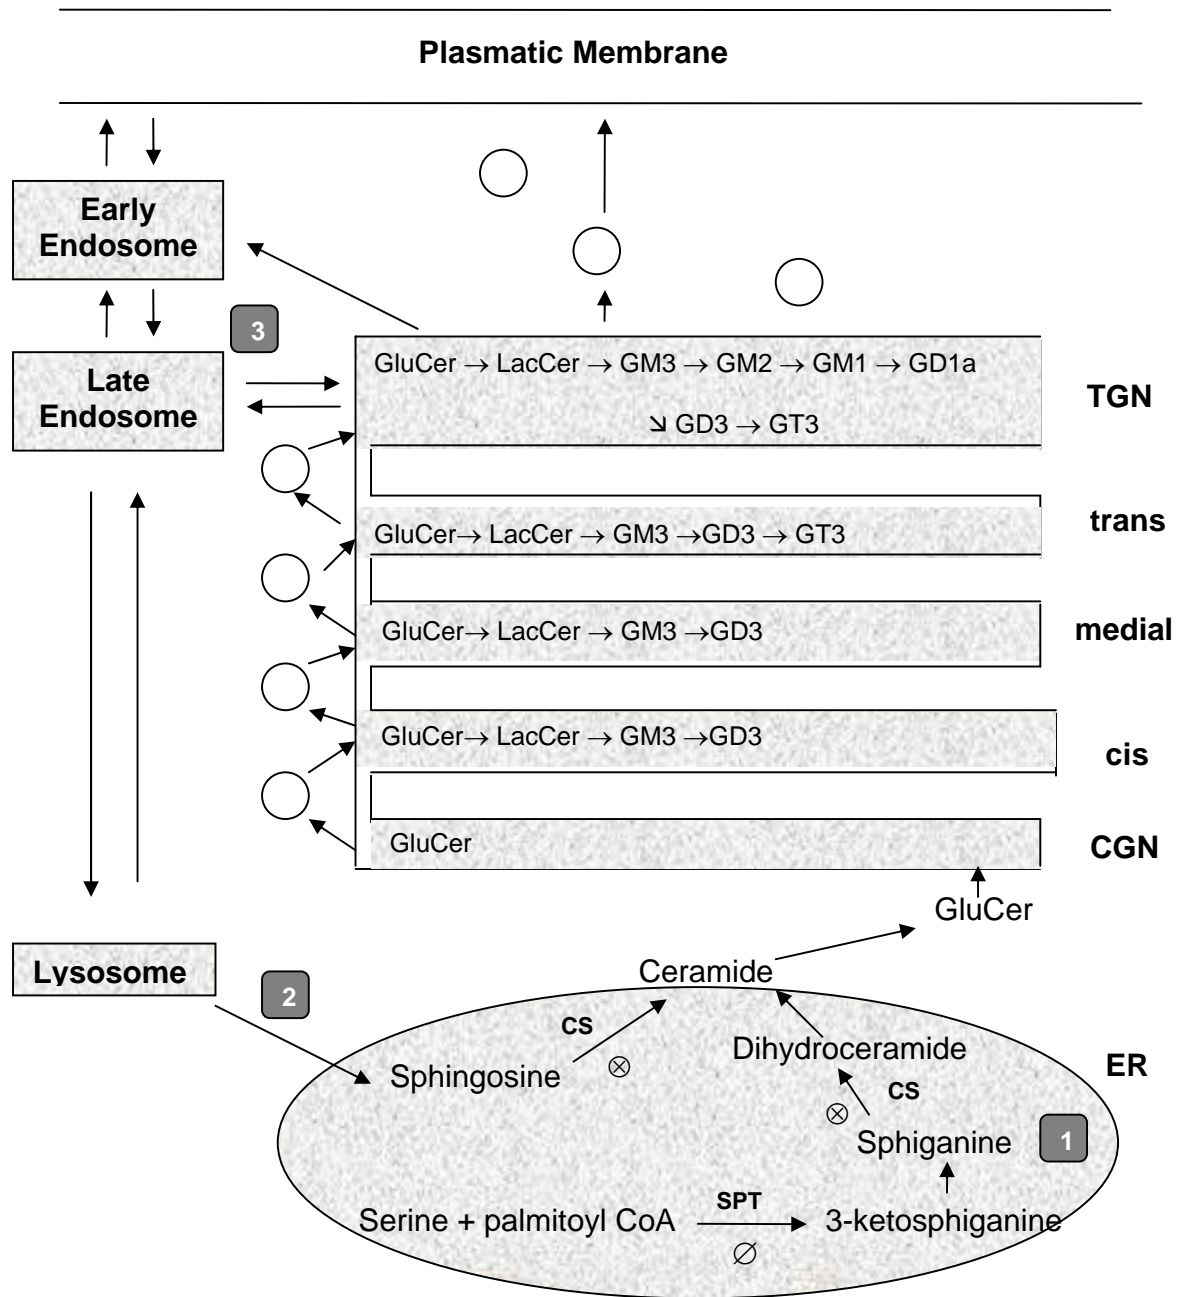 Plasmatic Membrane
Early
Endosome
3
Late
Endosome
GluCer → LacCer → GM3 → GM2 → GM1 → GD1a
↘ GD3 → GT3
TGN
GluCer→ LacCer → GM3 →GD3 → GT3
trans
GluCer→ LacCer → GM3 →GD3
medial
GluCer→ LacCer → GM3 →GD3
cis
GluCer
CGN
GluCer
Lysosome
2
Ceramide
CS
Sphingosine
⊗
Dihydroceramide
ER
CS
⊗
Sphiganine
1
SPT
Serine + palmitoyl CoA
3-ketosphiganine
∅